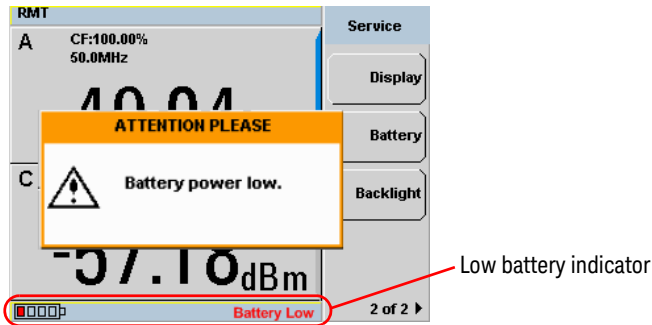 RMT
Service
A
CF:100.00%
50.0MHz
Display
ATTENTION PLEASE
Battery
C
Battery power low.
Backlight
-57.18dBm
Low battery indicator
Battery Low
2 of 2